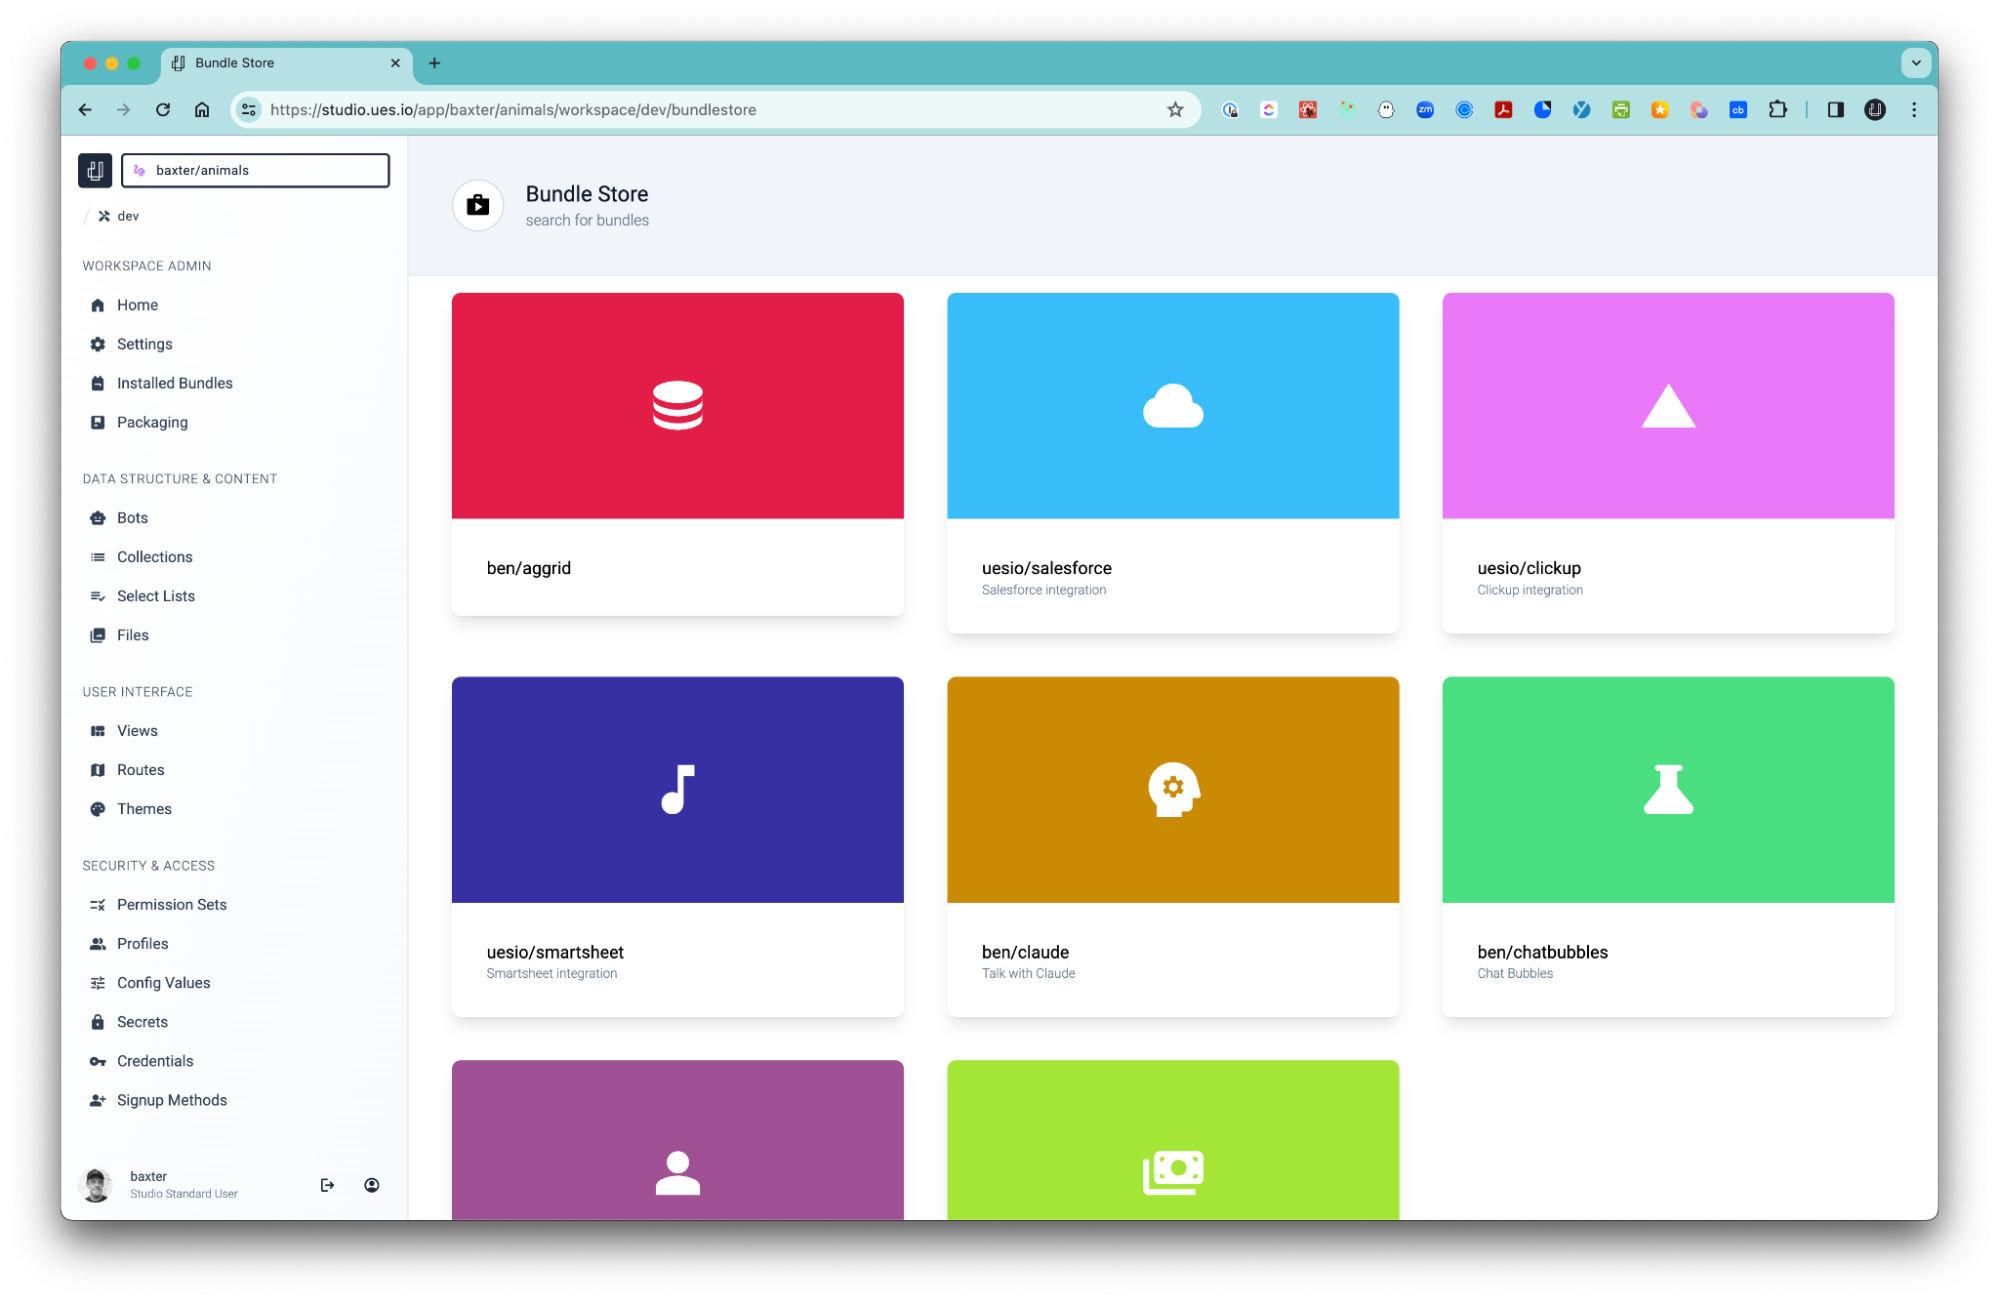 Bundle Store
https://studio.ues.io/app/baxter/animals/workspace/dev/bundlestore
zm
cb
baxter/animals
/ dev
WORKSPACE ADMIN
Home
Settings
Installed Bundles
Packaging
DATA STRUCTURE & CONTENT
Bots
Collections
Select Lists
Files
USER INTERFACE
Views
Routes
Themes
SECURITY & ACCESS
Permission Sets
Profiles
Config Values
Secrets
Credentials
Signup Methods
baxter
Studio Standard User
Bundle Store
search for bundles
ben/aggrid
uesio/salesforce
Salesforce integration
uesio/clickup
Clickup integration
uesio/smartsheet
Smartsheet integration
ben/claude
Talk with Claude
ben/chatbubbles
Chat Bubbles